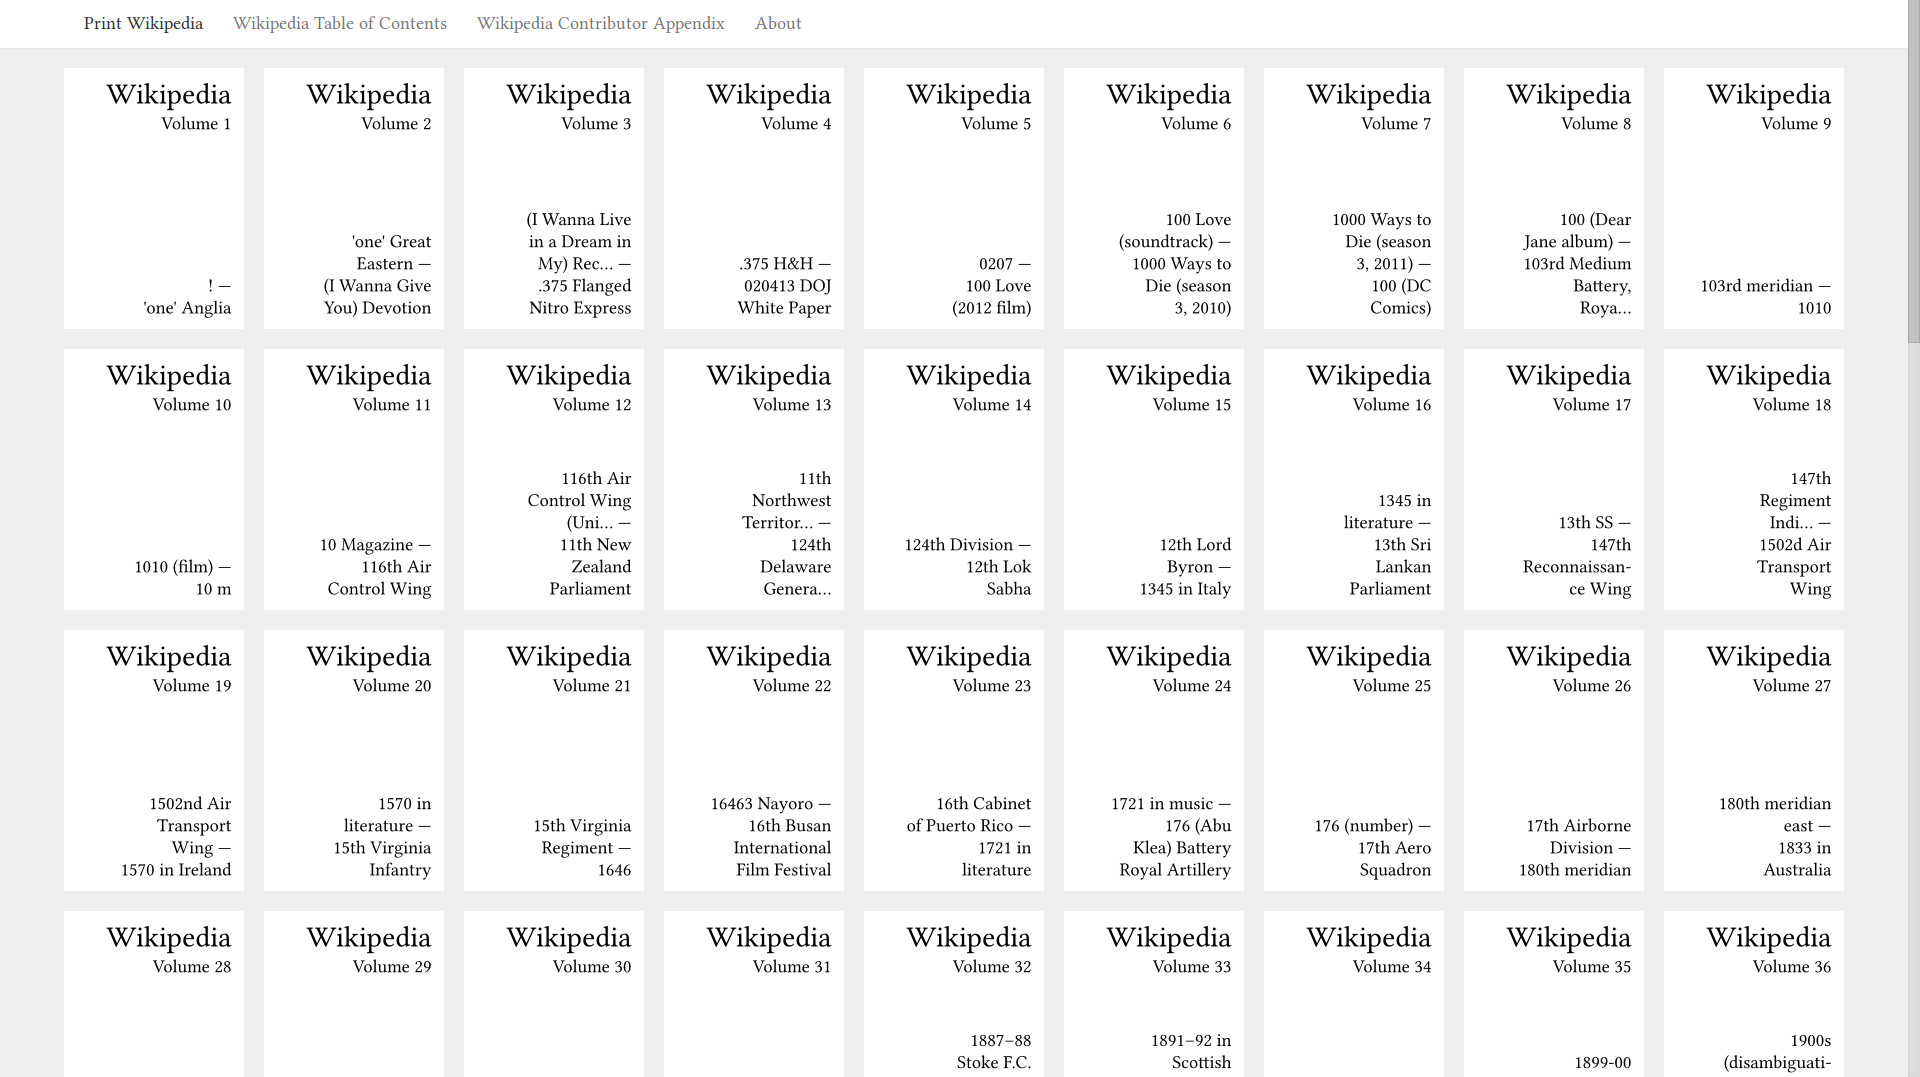 Print Wikipedia Wikipedia Table of Contents Wikipedia Contributor Appendix About
Wikipedia
Volume 1
! —
'one' Anglia
Wikipedia
Volume 2
'one' Great
Eastern —
(I Wanna Give
You) Devotion
Wikipedia
Volume 3
(I Wanna Live
in a Dream in
My) Rec... —
.375 Flanged
Nitro Express
Wikipedia
Volume 4
.375 H&H —
020413 DOJ
White Paper
Wikipedia
Volume 5
0207 —
100 Love
(2012 film)
Wikipedia
Volume 6
100 Love
(soundtrack) —
1000 Ways to
Die (season
3, 2010)
Wikipedia
Volume 7
1000 Ways to
Die (season
3, 2011) —
100 (DC
Comics)
Wikipedia
Volume 8
100 (Dear
Jane album) —
103rd Medium
Battery,
Roya...
Wikipedia
Volume 9
103rd meridian —
1010
Wikipedia
Volume 10
1010 (film) —
10 m
Wikipedia
Volume 11
10 Magazine —
116th Air
Control Wing
Wikipedia
Volume 12
116th Air
Control Wing
(Uni... —
11th New
Zealand
Parliament
Wikipedia
Volume 13
11th
Northwest
Territor... —
124th
Delaware
Genera...
Wikipedia
Volume 14
124th Division —
12th Lok
Sabha
Wikipedia
Volume 15
12th Lord
Byron —
1345 in Italy
Wikipedia
Volume 16
1345 in
literature —
13th Sri
Lankan
Parliament
Wikipedia
Volume 17
13th SS —
147th
Reconnaissan-
ce Wing
Wikipedia
Volume 18
147th
Regiment
Indi... —
1502d Air
Transport
Wing
Wikipedia
Volume 19
1502nd Air
Transport
Wing —
1570 in Ireland
Wikipedia
Volume 20
1570 in
literature —
15th Virginia
Infantry
Wikipedia
Volume 21
15th Virginia
Regiment —
1646
Wikipedia
Volume 22
16463 Nayoro —
16th Busan
International
Film Festival
Wikipedia
Volume 23
16th Cabinet
of Puerto Rico —
1721 in
literature
Wikipedia
Volume 24
1721 in music —
176 (Abu
Klea) Battery
Royal Artillery
Wikipedia
Volume 25
176 (number) —
17th Aero
Squadron
Wikipedia
Volume 26
17th Airborne
Division —
180th meridian
Wikipedia
Volume 27
180th meridian
east —
1833 in
Australia
Wikipedia
Volume 28
Wikipedia
Volume 29
Wikipedia
Volume 30
Wikipedia
Volume 31
Wikipedia
Volume 32
1887–88
Stoke F.C.
Wikipedia
Volume 33
1891–92 in
Scottish
Wikipedia
Volume 34
Wikipedia
Volume 35
1899-00
Wikipedia
Volume 36
1900s
(disambiguati-